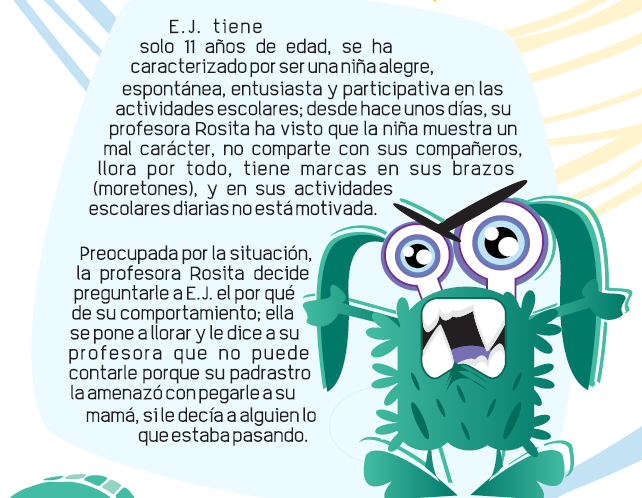 E.J. tiene
solo 11 años de edad, se ha
caracterizado por ser una niña alegre,
espontánea, entusiasta y participativa en las
actividades escolares; desde hace unos días, su
profesora Rosita ha visto que la niña muestra un
mal carácter, no comparte con sus compañeros,
llora por todo, tiene marcas en sus brazos
(moretones), y en sus actividades
escolares diarias no está motivada.
Preocupada por la situación,
la profesora Rosita decide
preguntarle a E.J. el por qué
de su comportamiento; ella
se pone a llorar y le dice a su
profesora que no puede
contarle porque su padrastro
la amenazó con pegarle a su
mamá, si le decía a alguien lo
que estaba pasando.